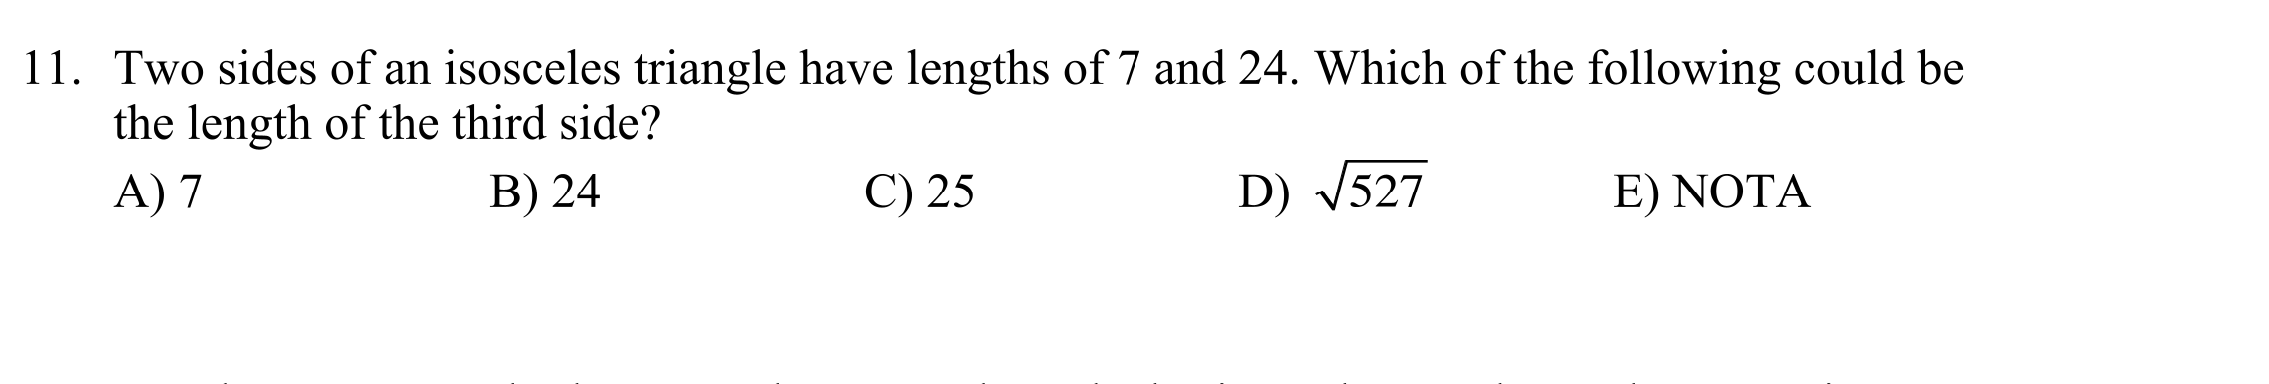 11. Two sides of an isosceles triangle have lengths of 7 and 24. Which of the following could be
the length of the third side?
A) 7 B) 24 C) 25 D) √527 E) NOTA